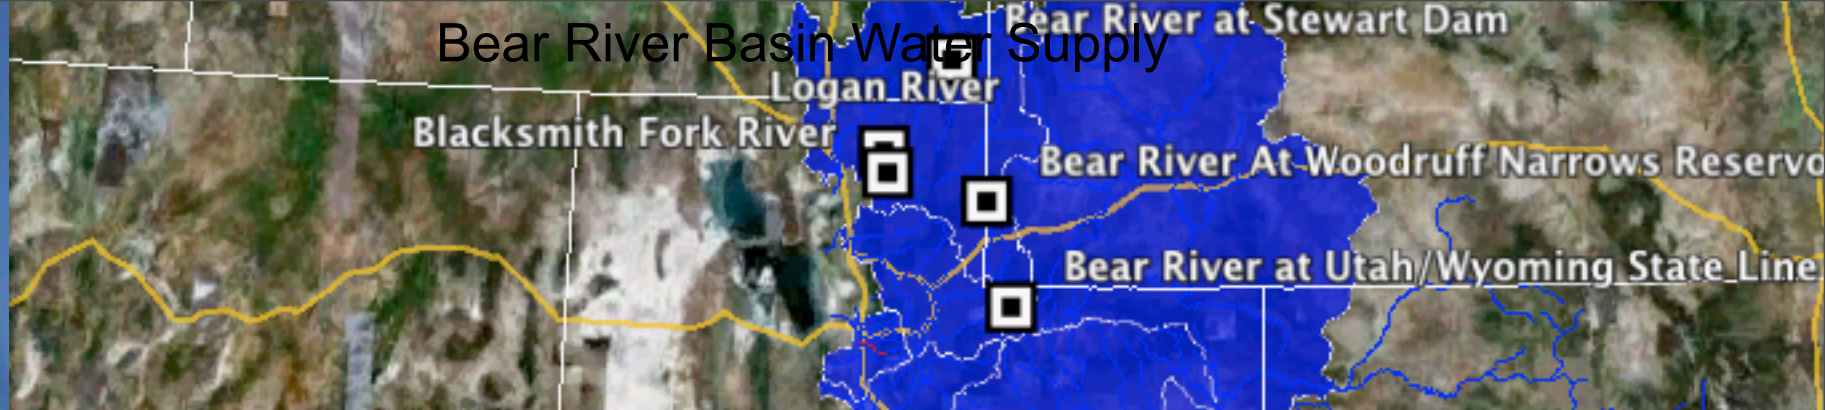 Bear River at Stewart Dam
Bear River Basin Water Supply
Logan River
Blacksmith Fork River
Bear River At Woodruff Narrows Reservo
Bear River at Utah/Wyoming State Line